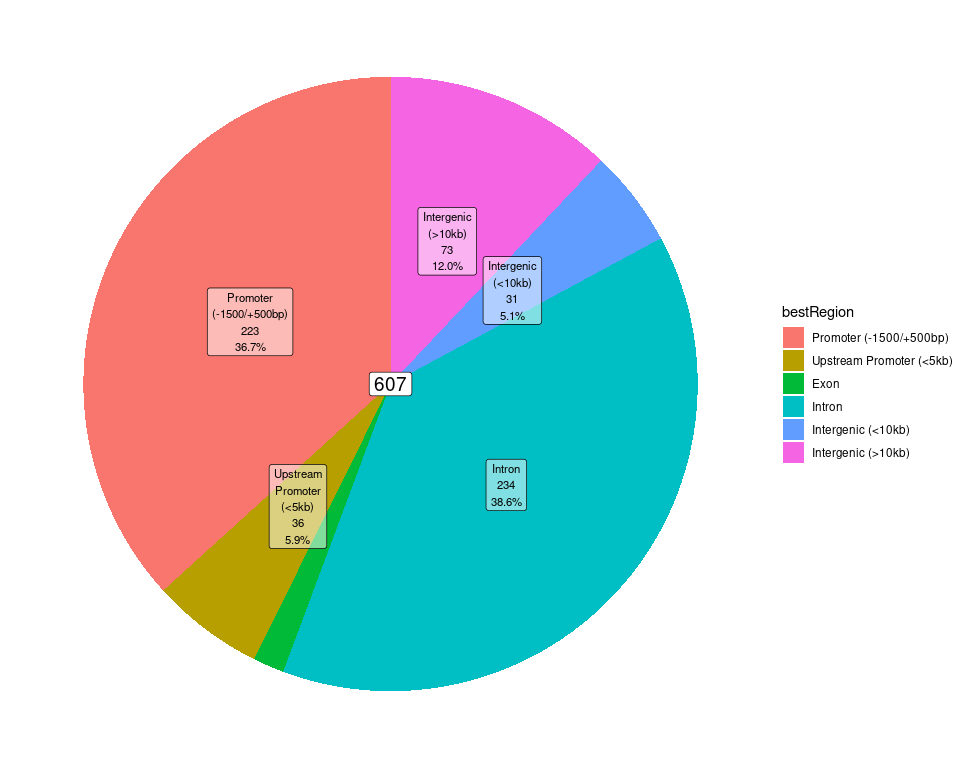 Intergenic
(>10kb)
73
12.0%
Intergenic
(<10kb)
31
5.1%
Promoter
(-1500/+500bp)
223
36.7%
607
Intron
234
38.6%
Upstream
Promoter
(<5kb)
36
5.9%
bestRegion
Promoter (-1500/+500bp)
Upstream Promoter (<5kb)
Exon
Intron
Intergenic (<10kb)
Intergenic (>10kb)